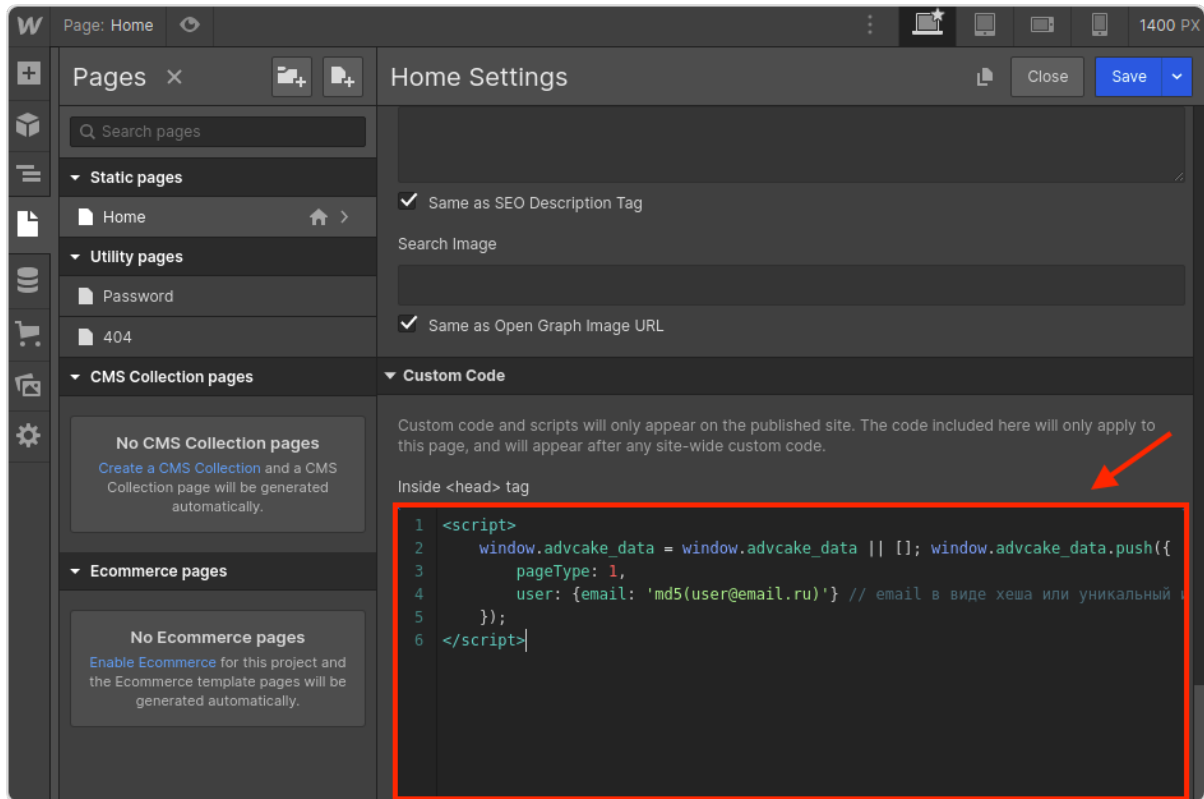 Page: Home
1400 PX
Pages
Home Settings
Close
Save
Search pages
Static pages
Home
Utility pages
Password
404
CMS Collection pages
No CMS Collection pages
Create a CMS Collection and a CMS
Collection page will be generated
automatically.
Ecommerce pages
No Ecommerce pages
Enable Ecommerce for this project and
the Ecommerce template pages will be
generated automatically.
Same as SEO Description Tag
Search Image
Same as Open Graph Image URL
Custom Code
Custom code and scripts will only appear on the published site. The code included here will only apply to
this page, and will appear after any site-wide custom code.
Inside <head> tag
1 <script>
2 window.advcake_data = window.advcake_data || []; window.advcake_data.push({
3 pageType: 1,
4 user: {email: 'md5(user@email.ru)'} // email в виде хеша или уникальный
5 });
6 </script>